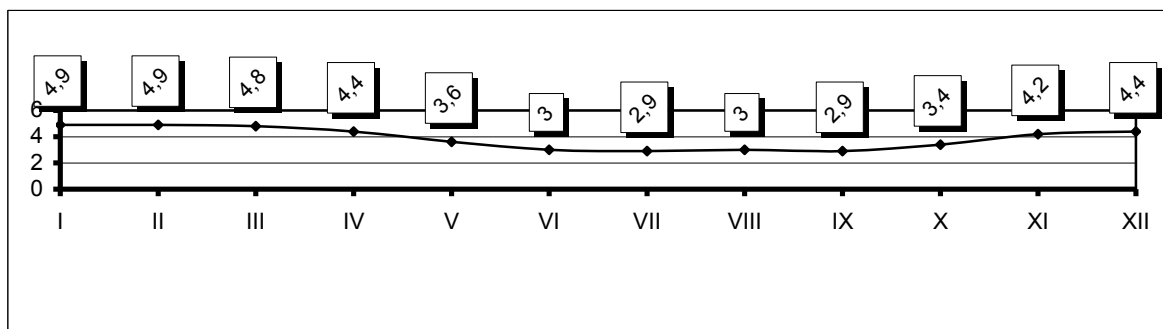 4,9 4,9 4,8 4,4 3,6 3 2,9 3 2,9 3,4 4,2 4,4
6
4
2
0
I II III IV V VI VII VIII IX X XI XII